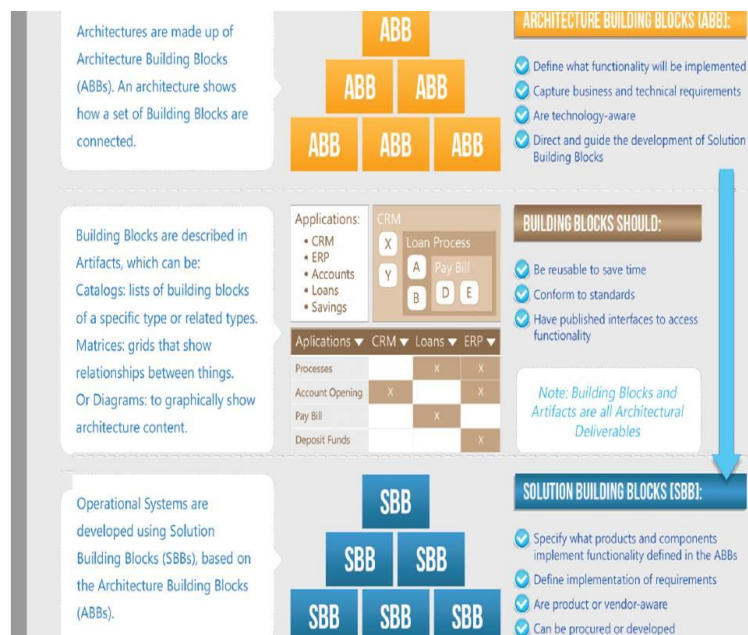 Architectures are made up of
Architecture Building Blocks
(ABBs). An architecture shows
how a set of Building Blocks are
connected.
ABB
ABB ABB
ABB ABB ABB
ARCHITECTURE BUILDING BLOCKS (ABB):
Define what functionality will be implemented
Capture business and technical requirements
Are technology-aware
Direct and guide the development of Solution
Building Blocks
Building Blocks are described in
Artifacts, which can be:
Catalogs: lists of building blocks
of a specific type or related types.
Matrices: grids that show
relationships between things.
Or Diagrams: to graphically show
architecture content.
Applications:
• CRM
• ERP
• Accounts
• Loans
• Savings
CRM
X
Y
Loan Process
A
B
Pay Bill
D E
Aplications ▼ CRM ▼ Loans ▼ ERP ▼
Processes X X
Account Opening X X
Pay Bill X
Deposit Funds X
BUILDING BLOCKS SHOULD:
Be reusable to save time
Conform to standards
Have published interfaces to access
functionality
Note: Building Blocks and
Artifacts are all Architectural
Deliverables
Operational Systems are
developed using Solution
Building Blocks (SBBs), based on
the Architecture Building Blocks
(ABBs).
SBB
SBB SBB
SBB SBB SBB
SOLUTION BUILDING BLOCKS (SBB):
Specify what products and components
implement functionality defined in the ABBs
Define implementation of requirements
Are product or vendor-aware
Can be procured or developed